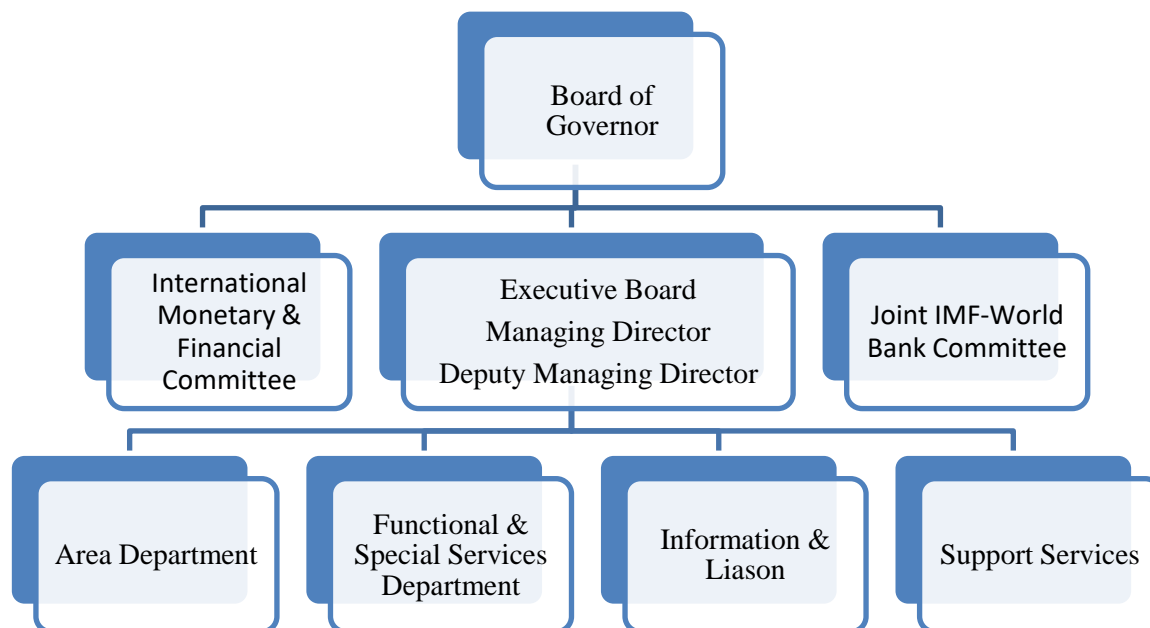 Board of
Governor
International
Monetary &
Financial
Committee
Executive Board
Managing Director
Deputy Managing Director
Joint IMF-World
Bank Committee
Area Department
Functional &
Special Services
Department
Information &
Liason
Support Services